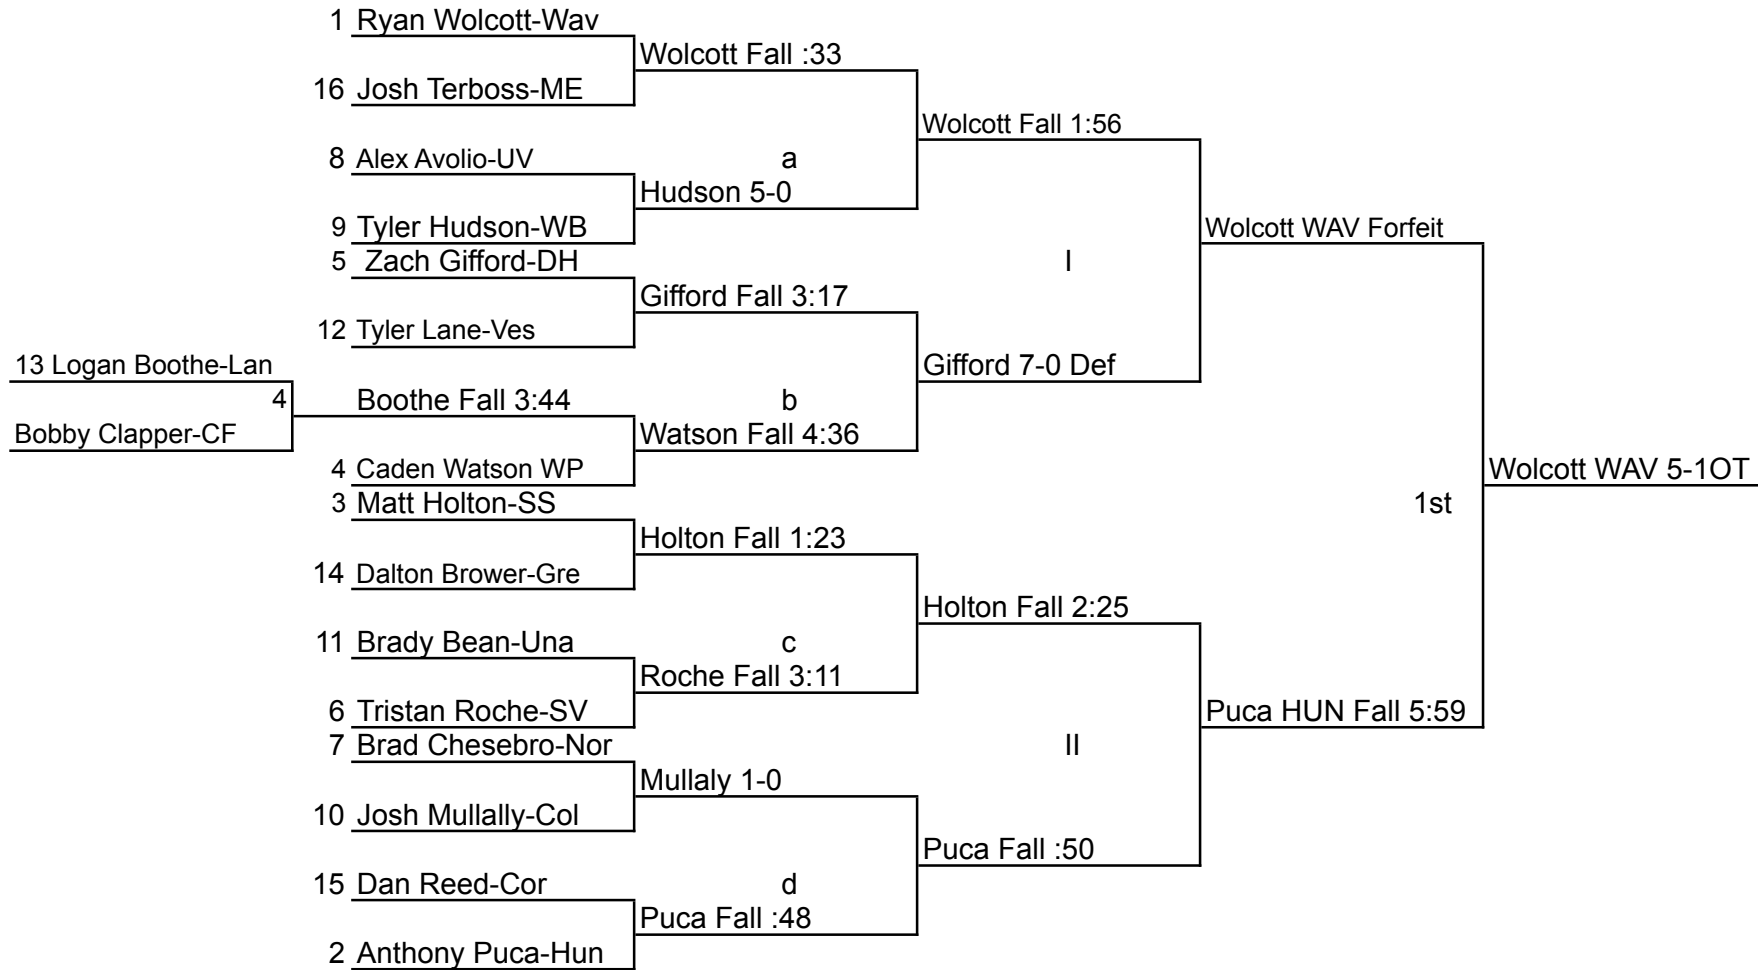 1 Ryan Wolcott-Wav
Wolcott Fall :33
16 Josh Terboss-ME
Wolcott Fall 1:56
8 Alex Avolio-UV
a
Hudson 5-0
9 Tyler Hudson-WB
Wolcott WAV Forfeit
5 Zach Gifford-DH
I
Gifford Fall 3:17
12 Tyler Lane-Ves
13 Logan Boothe-Lan
Gifford 7-0 Def
4
Boothe Fall 3:44
b
Bobby Clapper-CF
Watson Fall 4:36
4 Caden Watson WP
Wolcott WAV 5-1OT
3 Matt Holton-SS
1st
Holton Fall 1:23
14 Dalton Brower-Gre
Holton Fall 2:25
11 Brady Bean-Una
c
Roche Fall 3:11
6 Tristan Roche-SV
Puca HUN Fall 5:59
7 Brad Chesebro-Nor
II
Mullaly 1-0
10 Josh Mullally-Col
Puca Fall :50
15 Dan Reed-Cor
d
Puca Fall :48
2 Anthony Puca-Hun